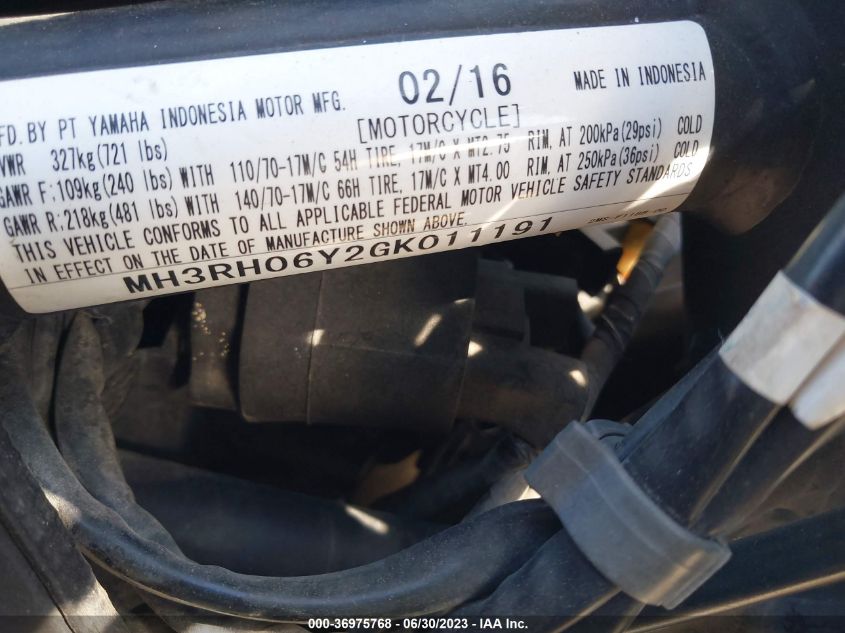 FD. BY PT YAMAHA INDONESIA MOTOR MFG. 02/16 MADE IN INDONESIA
[MOTORCYCLE]
VWR 327kg(721 lbs)
GAWR F:109kg(240 lbs) WITH 110/70-17M/C 54H TIRE, 17M/C X MT2.75 RIM, AT 200kPa(29psi) COLD
GAWR R:218kg(481 lbs) WITH 140/70-17M/C 66H TIRE, 17M/C X MT4.00 RIM, AT 250kPa(36psi) COLD
THIS VEHICLE CONFORMS TO ALL APPLICABLE FEDERAL MOTOR VEHICLE SAFETY STANDARDS
IN EFFECT ON THE DATE OF MANUFACTURE SHOWN ABOVE.
MH3RH06Y2GK011191
000-36975768 - 06/30/2023 - IAA Inc.